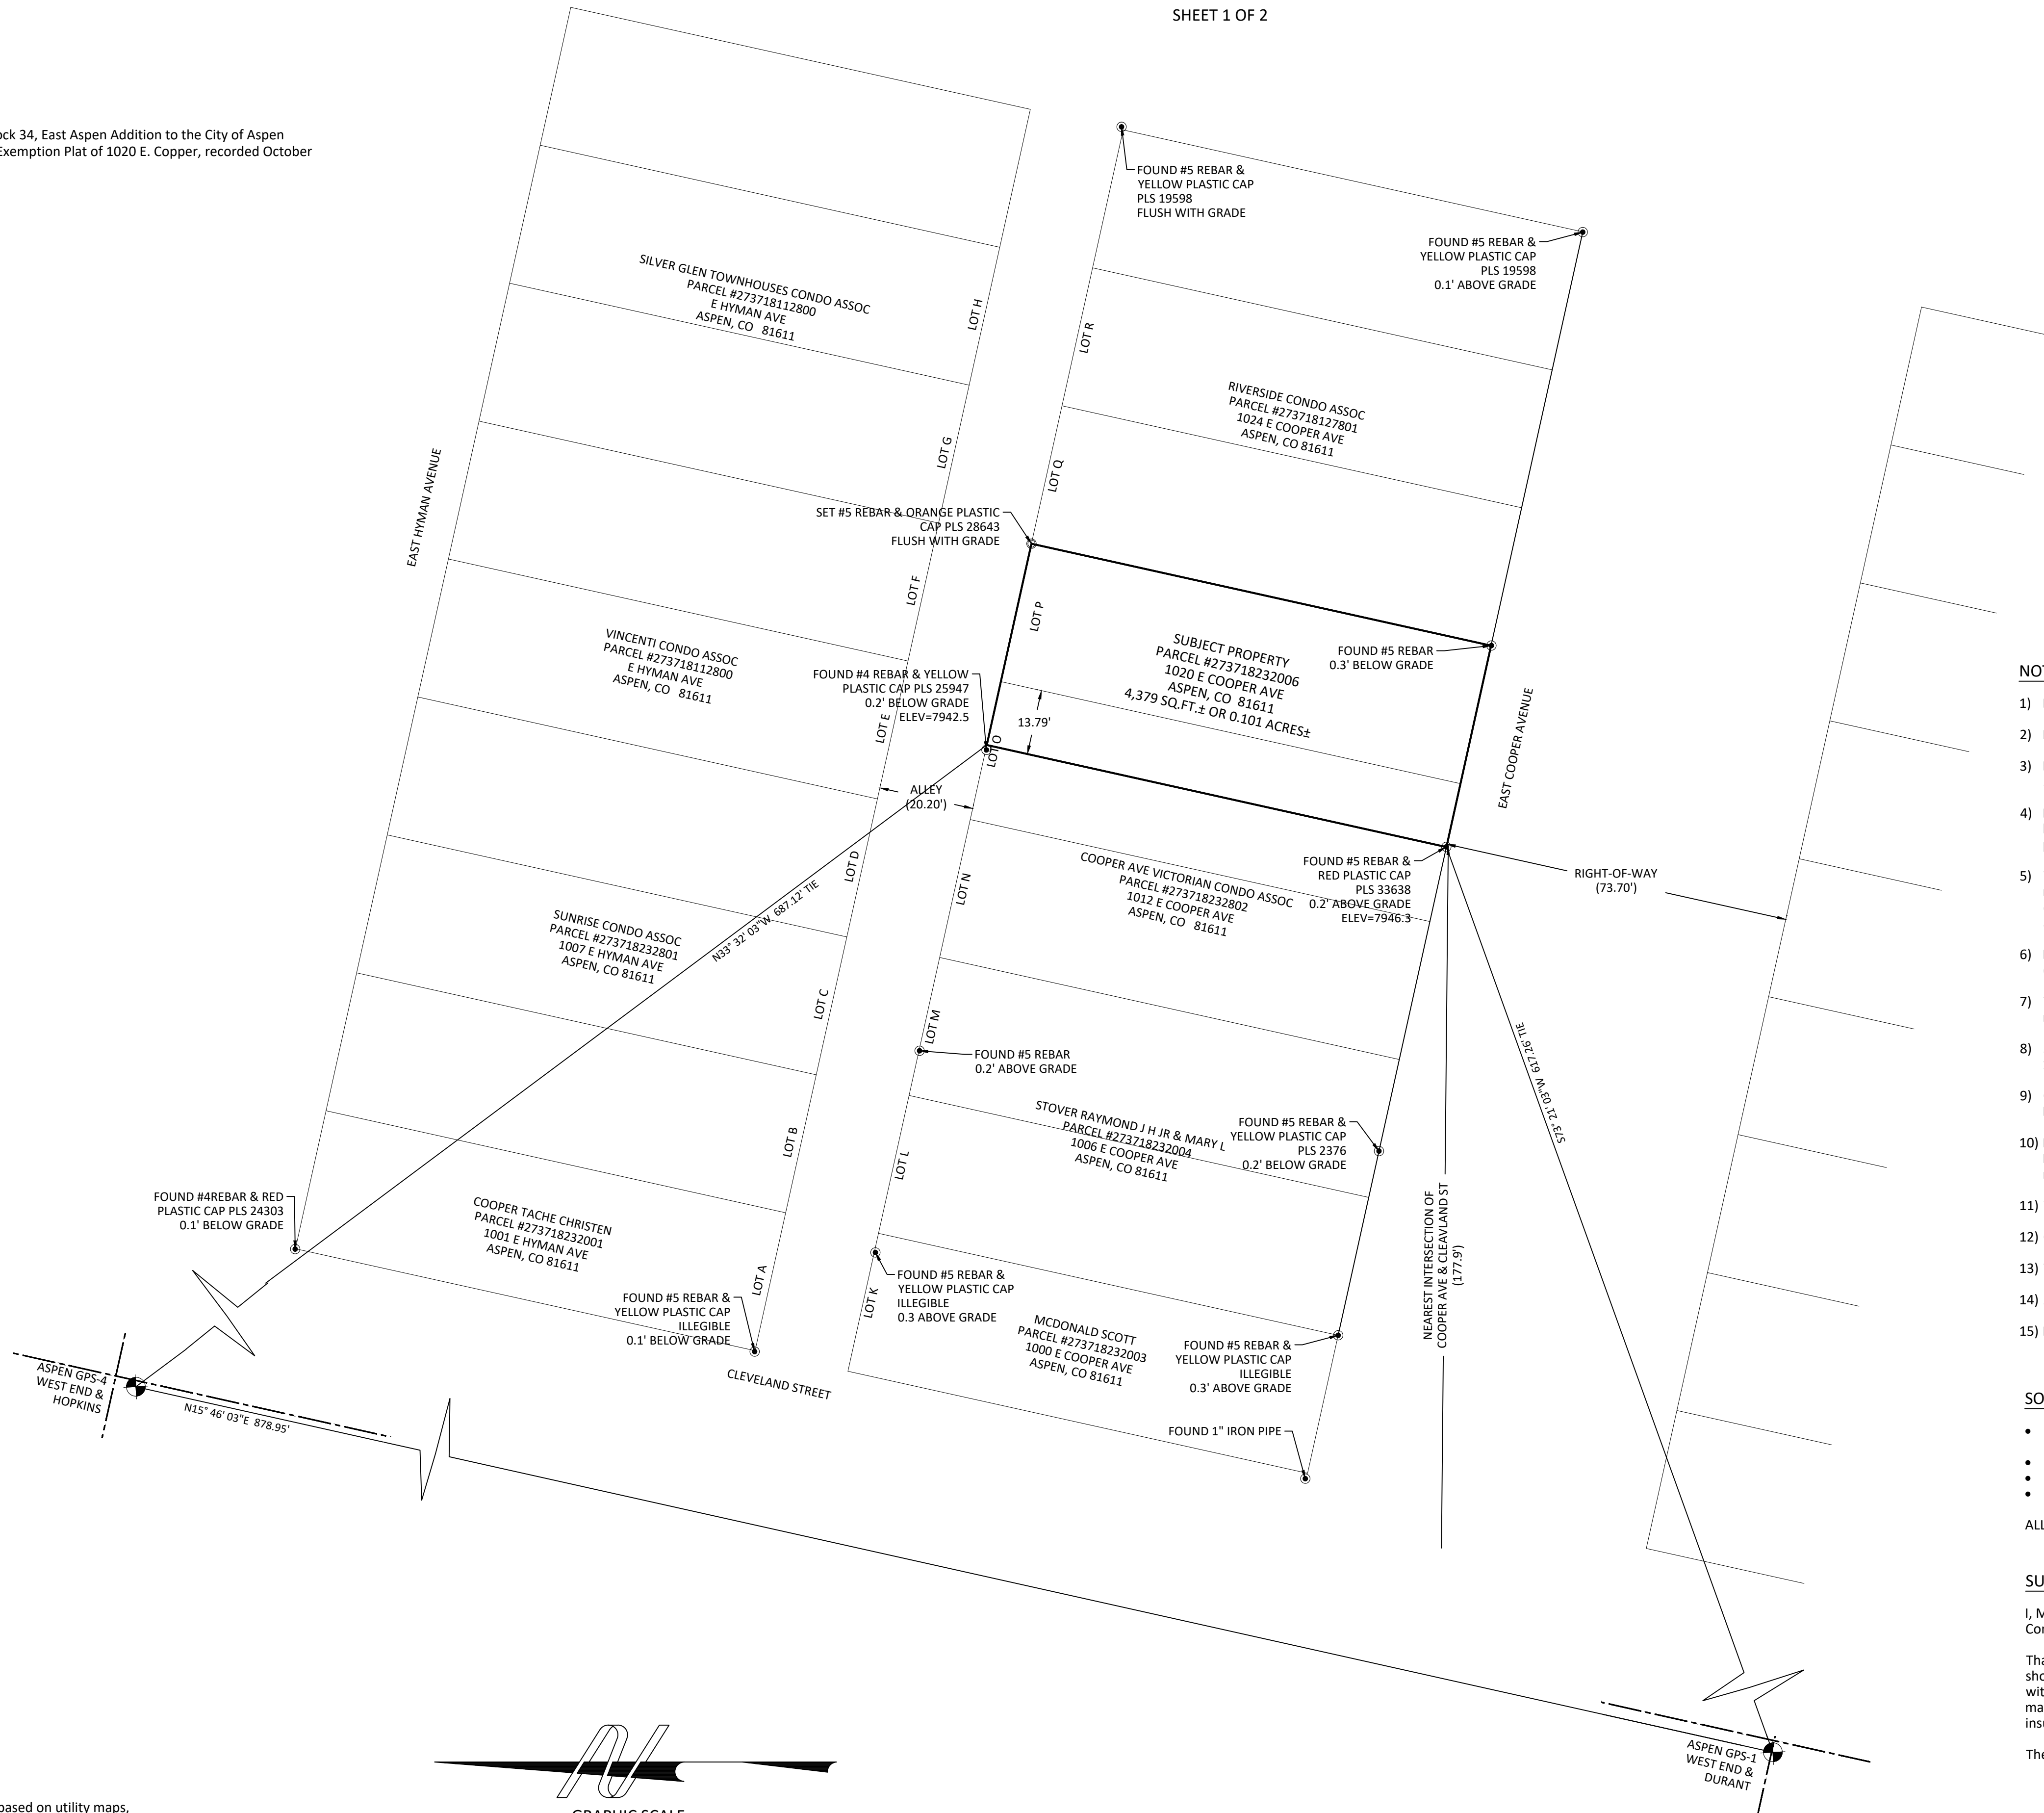 SHEET 1 OF 2
ock 34, East Aspen Addition to the City of Aspen
Exemption Plat of 1020 E. Copper, recorded October
FOUND #5 REBAR &
YELLOW PLASTIC CAP
PLS 19598
FLUSH WITH GRADE
FOUND #5 REBAR &
YELLOW PLASTIC CAP
PLS 19598
0.1' ABOVE GRADE
SILVER GLEN TOWNHOUSES CONDO ASSOC
PARCEL #273718112800
E HYMAN AVE
ASPEN, CO 81611
LOT H
LOT R
RIVERSIDE CONDO ASSOC
PARCEL #273718127801
1024 E COOPER AVE
ASPEN, CO 81611
LOT G
LOT Q
EAST HYMAN AVENUE
SET #5 REBAR & ORANGE PLASTIC
CAP PLS 28643
FLUSH WITH GRADE
LOT F
LOT P
VINCENTI CONDO ASSOC
PARCEL #273718112800
E HYMAN AVE
ASPEN, CO 81611
SUBJECT PROPERTY
PARCEL #273718232006
1020 E COOPER AVE
ASPEN, CO 81611
4,379 SQ.FT.± OR 0.101 ACRES±
FOUND #5 REBAR
0.3' BELOW GRADE
FOUND #4 REBAR & YELLOW
PLASTIC CAP PLS 25947
0.2' BELOW GRADE
ELEV=7942.5
13.79'
LOT E
LOT O
EAST COOPER AVENUE
ALLEY
(20.20')
LOT D
LOT N
COOPER AVE VICTORIAN CONDO ASSOC
PARCEL #273718232802
1012 E COOPER AVE
ASPEN, CO 81611
FOUND #5 REBAR &
RED PLASTIC CAP
PLS 33638
0.2' ABOVE GRADE
ELEV=7946.3
RIGHT-OF-WAY
(73.70')
N33° 32' 03"W 687.12' TIE
SUNRISE CONDO ASSOC
PARCEL #273718232801
1007 E HYMAN AVE
ASPEN, CO 81611
LOT C
LOT M
FOUND #5 REBAR
0.2' ABOVE GRADE
S73° 21' 03"W 617.26' TIE
STOVER RAYMOND J H JR & MARY L
PARCEL #273718232004
1006 E COOPER AVE
ASPEN, CO 81611
FOUND #5 REBAR &
YELLOW PLASTIC CAP
PLS 2376
0.2' BELOW GRADE
LOT B
LOT L
NEAREST INTERSECTION OF
COOPER AVE & CLEAVLAND ST
(177.9')
FOUND #4REBAR & RED
PLASTIC CAP PLS 24303
0.1' BELOW GRADE
COOPER TACHE CHRISTEN
PARCEL #273718232001
1001 E HYMAN AVE
ASPEN, CO 81611
LOT A
LOT K
FOUND #5 REBAR &
YELLOW PLASTIC CAP
ILLEGIBLE
0.1' BELOW GRADE
FOUND #5 REBAR &
YELLOW PLASTIC CAP
ILLEGIBLE
0.3 ABOVE GRADE
MCDONALD SCOTT
PARCEL #273718232003
1000 E COOPER AVE
ASPEN, CO 81611
FOUND #5 REBAR &
YELLOW PLASTIC CAP
ILLEGIBLE
0.3' ABOVE GRADE
CLEVELAND STREET
FOUND 1" IRON PIPE
ASPEN GPS-4
WEST END &
HOPKINS
N15° 46' 03"E 878.95'
ASPEN GPS-1
WEST END &
DURANT
N
GRAPHIC SCALE
based on utility maps,
NOT
1)
2)
3)
4)
5)
6)
7)
8)
9)
10)
11)
12)
13)
14)
15)
SO
ALL
SU
I, M
Cor
Tha
sho
wit
ma
insu
The